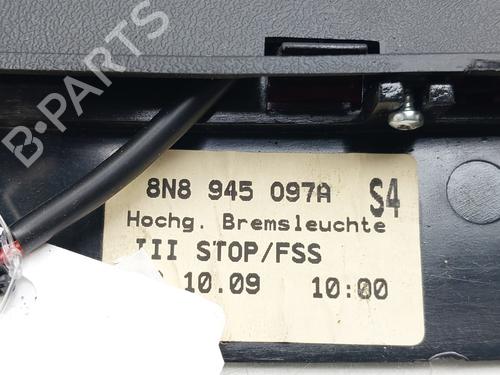 B-PARTS
8N8 945 097A S4
Hochg. Bremsleuchte
III STOP/FSS
10.09 10:00